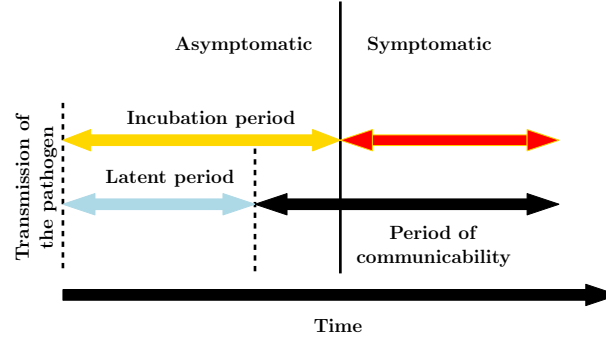 Asymptomatic
Symptomatic
Transmission of
the pathogen
Incubation period
Latent period
Period of
communicability
Time